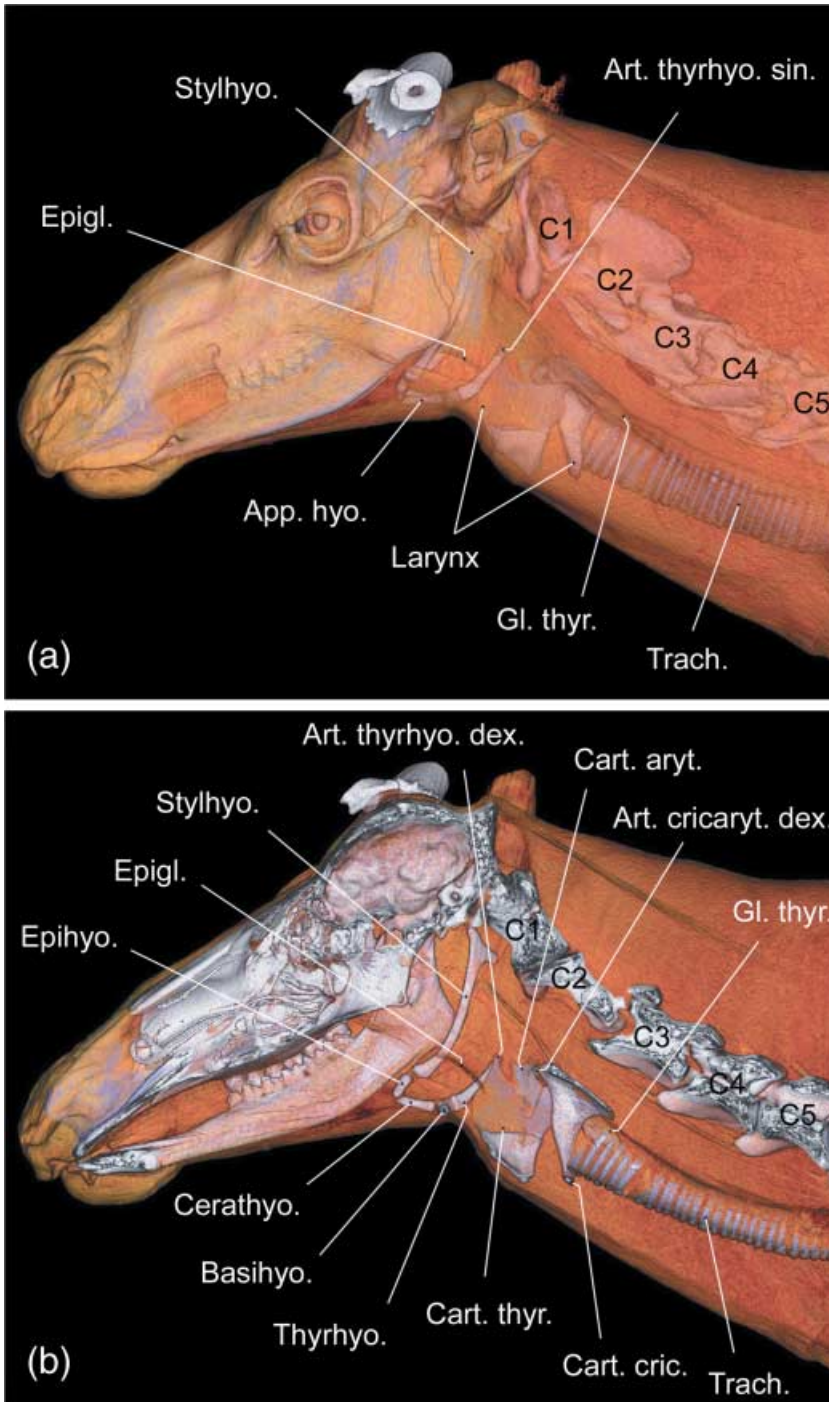 Art. thyrhyo. sin.
Stylhyo.
Epigl.
C1
C2
C3
C4
C5
App. hyo.
Larynx
Gl. thyr.
Trach.
(a)
Art. thyrhyo. dex.
Cart. aryt.
Stylhyo.
Art. cricaryt. dex.
Epigl.
Gl. thyr.
Epihyo.
C1
C2
C3
C4
C5
Cerathyo.
Basihyo.
Thyrhyo.
Cart. thyr.
Cart. cric.
Trach.
(b)